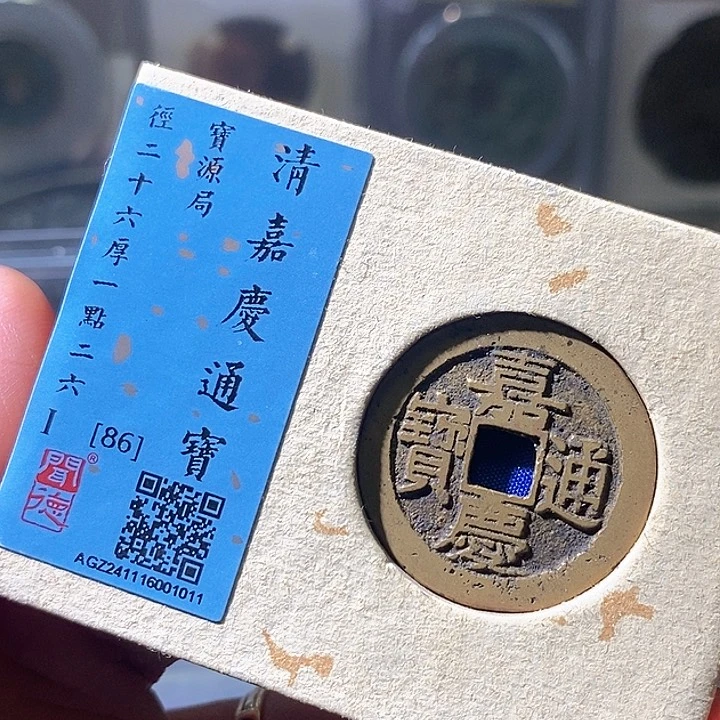 清嘉慶通寶
寶源局
徑二十六厚一點二六
I [86]
聞德®
AGZ241116001011
嘉慶通寶